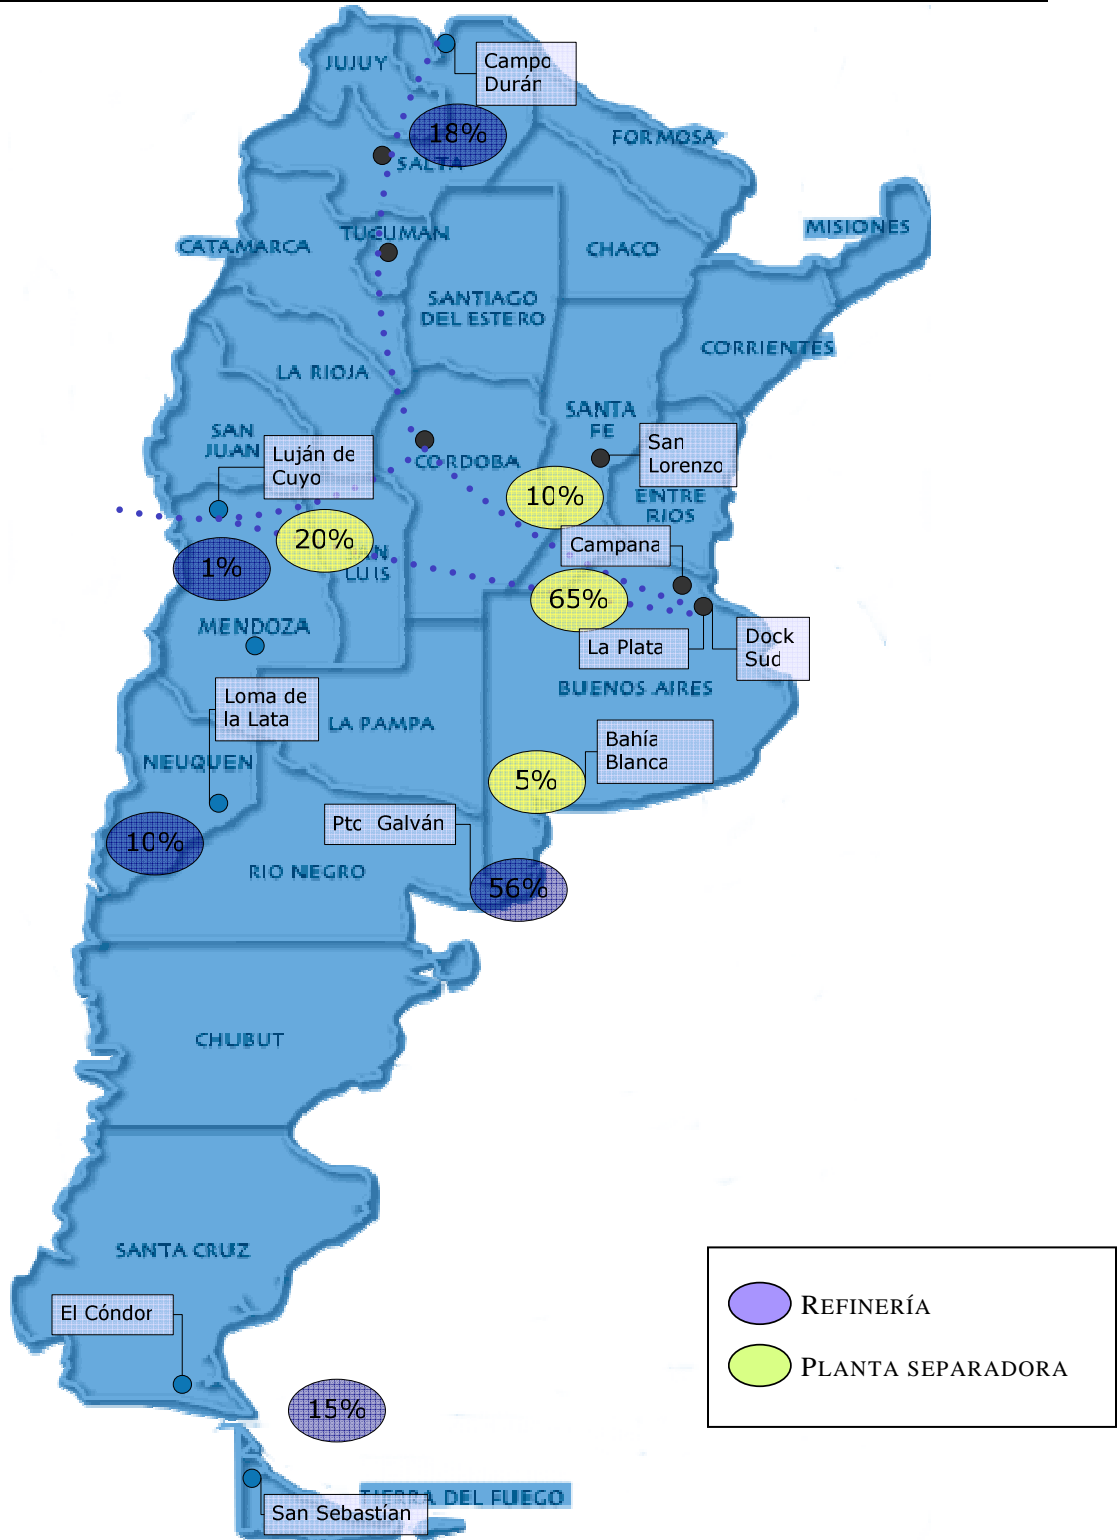 JUJUY
Campo
Durán
18%
FORMOSA
SALTA
MISIONES
CATAMARCA
TUCUMAN
CHACO
SANTIAGO
DEL ESTERO
CORRIENTES
LA RIOJA
SANTA
FE
SAN
JUAN
Luján de
Cuyo
CORDOBA
San
Lorenzo
10%
ENTRE
RIOS
20%
Campana
1%
LUIS
65%
MENDOZA
La Plata
Dock
Sud
BUENOS AIRES
Loma de
la Lata
LA PAMPA
NEUQUEN
Bahía
Blanca
5%
10%
Ptc Galván
RIO NEGRO
56%
CHUBUT
SANTA CRUZ
El Cóndor
15%
REFINERÍA
PLANTA SEPARADORA
TIERRA DEL FUEGO
San Sebastían